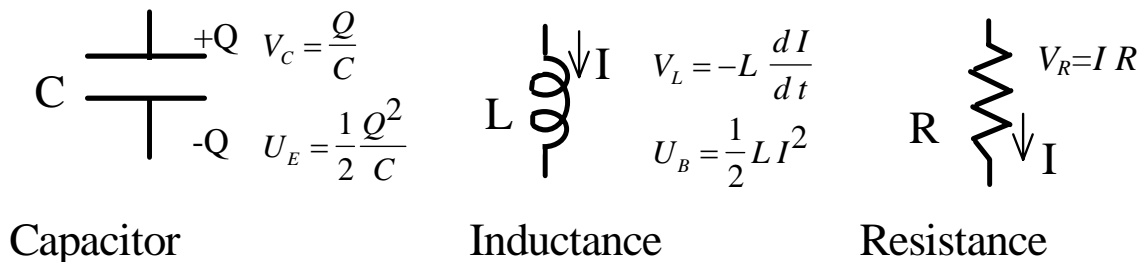 C
+Q
-Q
V_C = Q/C
U_E = 1/2 Q^2/C
Capacitor
L
I
V_L = -L dI/dt
U_B = 1/2 L I^2
Inductance
R
I
V_R=I R
Resistance